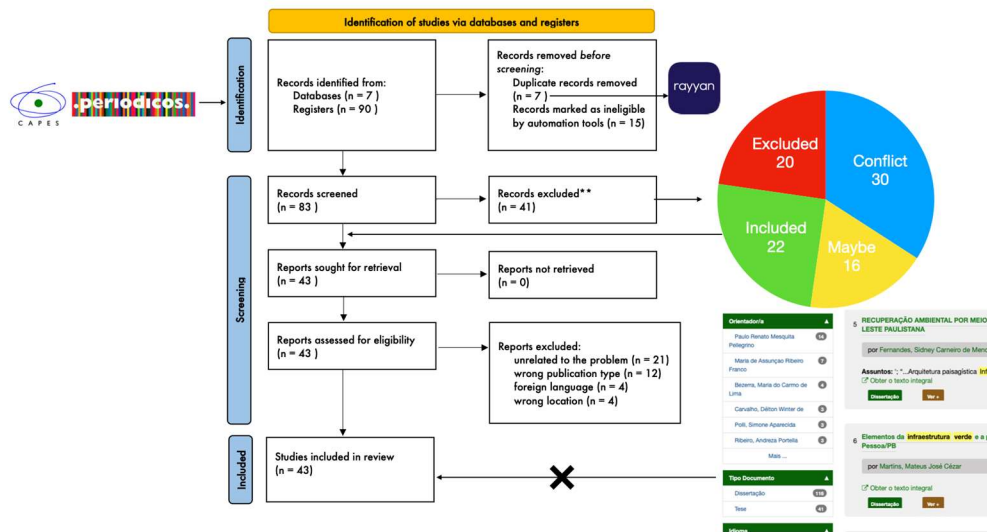 Identification of studies via databases and registers
CAPES
.periodicos.
Identification
Records identified from:
Databases (n = 7 )
Registers (n = 90 )
Records removed before
screening:
Duplicate records removed
(n = 7 )
Records marked as ineligible
by automation tools (n = 15)
rayyan
Screening
Records screened
(n = 83 )
Records excluded**
(n = 41)
Excluded
20
Conflict
30
Included
22
Maybe
16
Reports sought for retrieval
(n = 43 )
Reports not retrieved
(n = 0)
Reports assessed for eligibility
(n = 43 )
Reports excluded:
unrelated to the problem (n = 21)
wrong publication type (n = 12)
foreign language (n = 4)
wrong location (n = 4)
Included
Studies included in review
(n = 43)
Orientador/a
Paulo Renato Mesquita
Pellegrino
14
Maria de Assunçao Ribeiro
Franco
7
Bezerra, Maria do Carmo de
Lima
4
Carvalho, Délton Winter de
Polli, Simone Aparecida
Ribeiro, Andreza Portella
Mais ...
Tipo Documento
Dissertação
116
Tese
41
Idioma
5 RECUPERAÇÃO AMBIENTAL POR MEIO
LESTE PAULISTANA
por Fernandes, Sidney Carneiro de Mend
Assuntos: "; "...Arquitetura paisagística Inf
Obter o texto integral
Dissertação
Ver +
6 Elementos da infraestrutura verde e a p
Pessoa/PB
por Martins, Mateus José Cézar
Obter o texto integral
Dissertação
Ver +